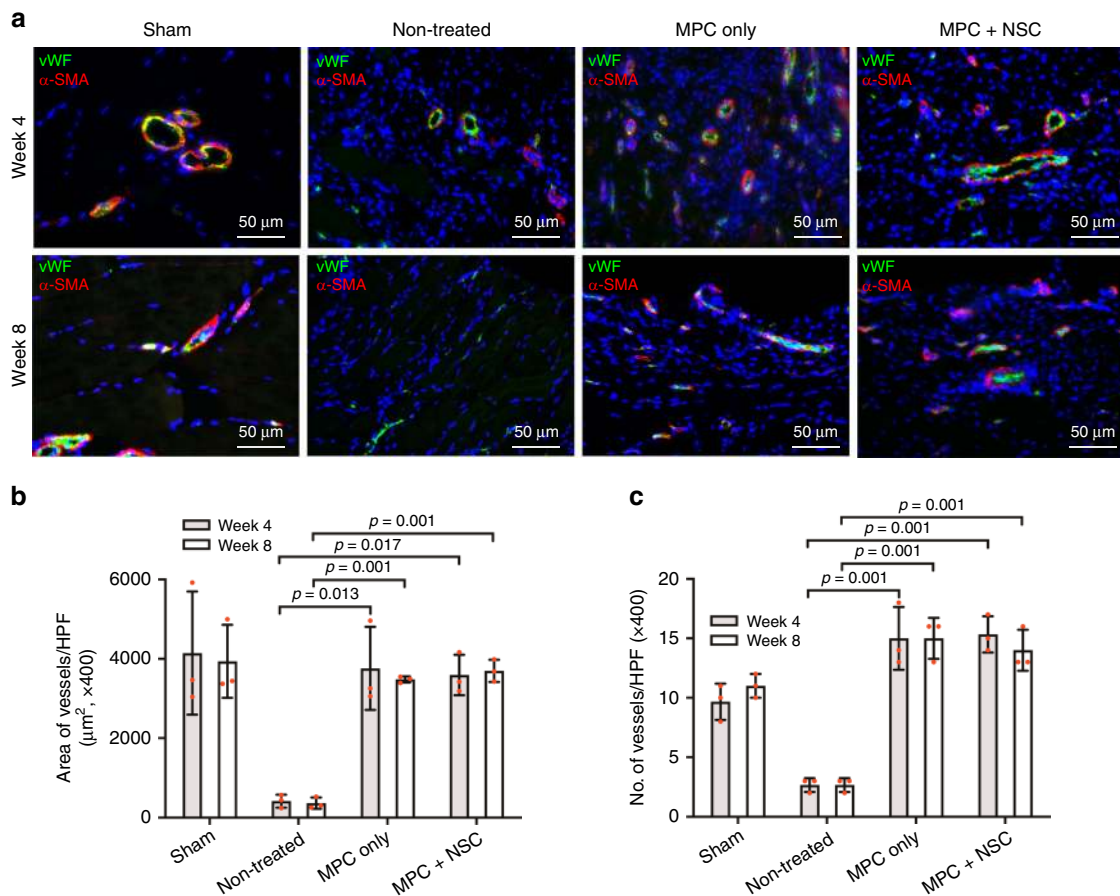 a
Sham
Non-treated
MPC only
MPC + NSC
Week 4
vWF
α-SMA
50 μm
vWF
α-SMA
50 μm
vWF
α-SMA
50 μm
vWF
α-SMA
50 μm
Week 8
vWF
α-SMA
50 μm
vWF
α-SMA
50 μm
vWF
α-SMA
50 μm
vWF
α-SMA
50 μm
b
Week 4
Week 8
p = 0.001
p = 0.017
p = 0.001
p = 0.013
Area of vessels/HPF
(μm², ×400)
6000
4000
2000
0
Sham
Non-treated
MPC only
MPC + NSC
c
p = 0.001
p = 0.001
p = 0.001
p = 0.001
Week 4
Week 8
No. of vessels/HPF (×400)
20
15
10
5
0
Sham
Non-treated
MPC only
MPC + NSC